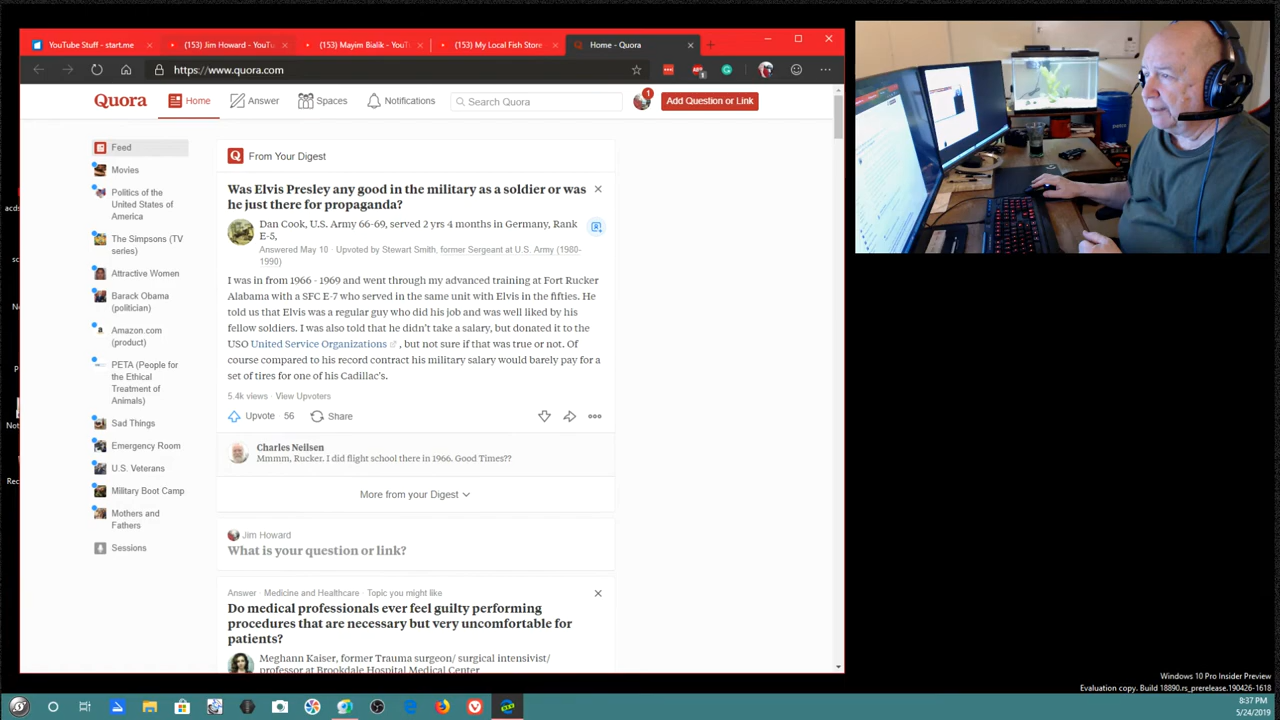 YouTube Stuff - start.me
(153) Jim Howard - YouTu
(153) Mayim Bialik - YouTu
(153) My Local Fish Store
Home - Quora
https://www.quora.com
Quora
Home
Answer
Spaces
Notifications
Search Quora
1
Add Question or Link
Feed
Movies
Politics of the
United States of
America
The Simpsons (TV
series)
Attractive Women
Barack Obama
(politician)
Amazon.com
(product)
PETA (People for
the Ethical
Treatment of
Animals)
Sad Things
Emergency Room
U.S. Veterans
Military Boot Camp
Mothers and
Fathers
Sessions
From Your Digest
Was Elvis Presley any good in the military as a soldier or was
he just there for propaganda?
Dan Cook, U.S. Army 66-69, served 2 yrs 4 months in Germany, Rank
E-5,
Answered May 10 · Upvoted by Stewart Smith, former Sergeant at U.S. Army (1980-
1990)
I was in from 1966 - 1969 and went through my advanced training at Fort Rucker
Alabama with a SFC E-7 who served in the same unit with Elvis in the fifties. He
told us that Elvis was a regular guy who did his job and was well liked by his
fellow soldiers. I was also told that he didn't take a salary, but donated it to the
USO United Service Organizations , but not sure if that was true or not. Of
course compared to his record contract his military salary would barely pay for a
set of tires for one of his Cadillac's.
5.4k views · View Upvoters
Upvote · 56
Share
Charles Neilsen
Mmmm, Rucker. I did flight school there in 1966. Good Times??
More from your Digest
Jim Howard
What is your question or link?
Answer · Medicine and Healthcare · Topic you might like
Do medical professionals ever feel guilty performing
procedures that are necessary but very uncomfortable for
patients?
Meghann Kaiser, former Trauma surgeon/ surgical intensivist/
professor at Brookdale Hospital Medical Center
Windows 10 Pro Insider Preview
Evaluation copy. Build 18890.rs_prerelease.190426-1618
8:37 PM
5/24/2019